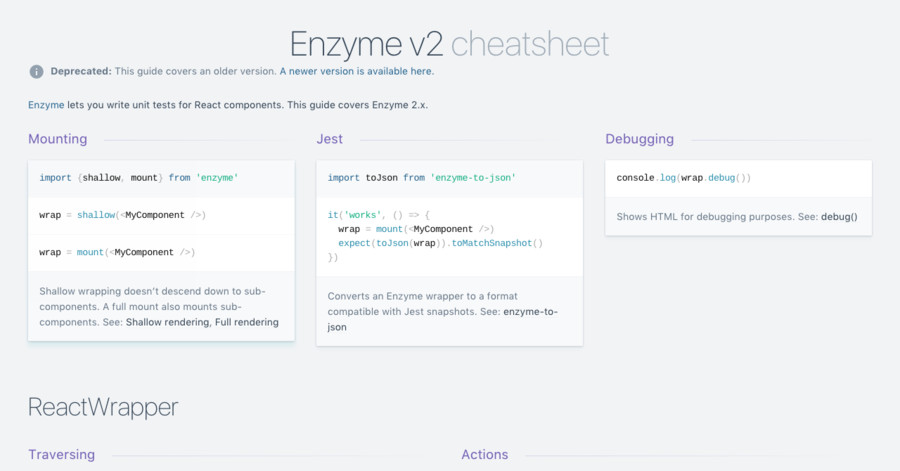 Enzyme v2 cheatsheet
Deprecated: This guide covers an older version. A newer version is available here.
Enzyme lets you write unit tests for React components. This guide covers Enzyme 2.x.
Mounting
import {shallow, mount} from 'enzyme'
wrap = shallow(<MyComponent />)
wrap = mount(<MyComponent />)
Shallow wrapping doesn’t descend down to sub-
components. A full mount also mounts sub-
components. See: Shallow rendering, Full rendering
Jest
import toJson from 'enzyme-to-json'
it('works', () => {
  wrap = mount(<MyComponent />)
  expect(toJson(wrap)).toMatchSnapshot()
})
Converts an Enzyme wrapper to a format
compatible with Jest snapshots. See: enzyme-to-
json
Debugging
console.log(wrap.debug())
Shows HTML for debugging purposes. See: debug()
ReactWrapper
Traversing
Actions